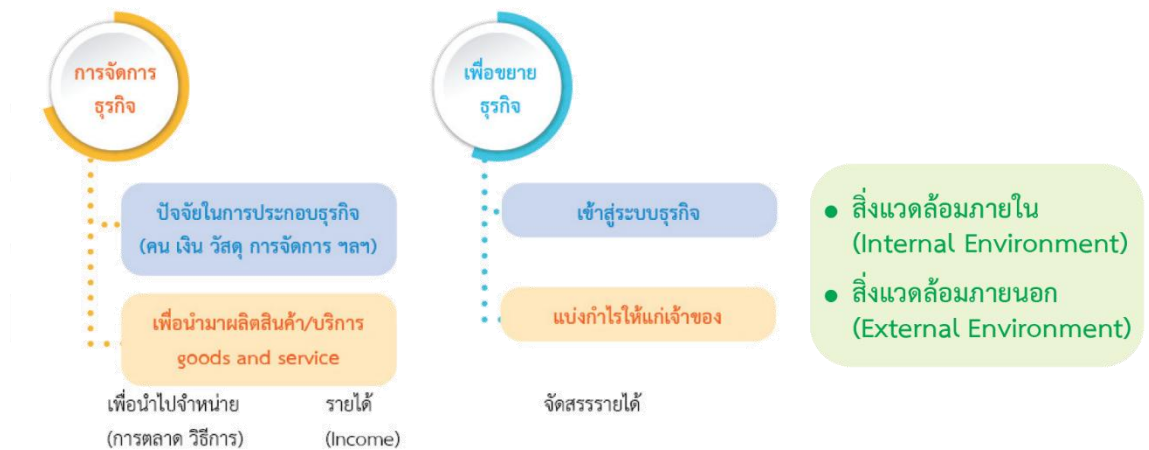 การจัดการ
ธุรกิจ
ปัจจัยในการประกอบธุรกิจ
(คน เงิน วัสดุ การจัดการ ฯลฯ)
เพื่อนำมาผลิตสินค้า/บริการ
goods and service
เพื่อนำไปจำหน่าย รายได้
(การตลาด วิธีการ) (Income)
เพื่อขยาย
ธุรกิจ
เข้าสู่ระบบธุรกิจ
แบ่งกำไรให้แก่เจ้าของ
จัดสรรรายได้
• สิ่งแวดล้อมภายใน
(Internal Environment)
• สิ่งแวดล้อมภายนอก
(External Environment)